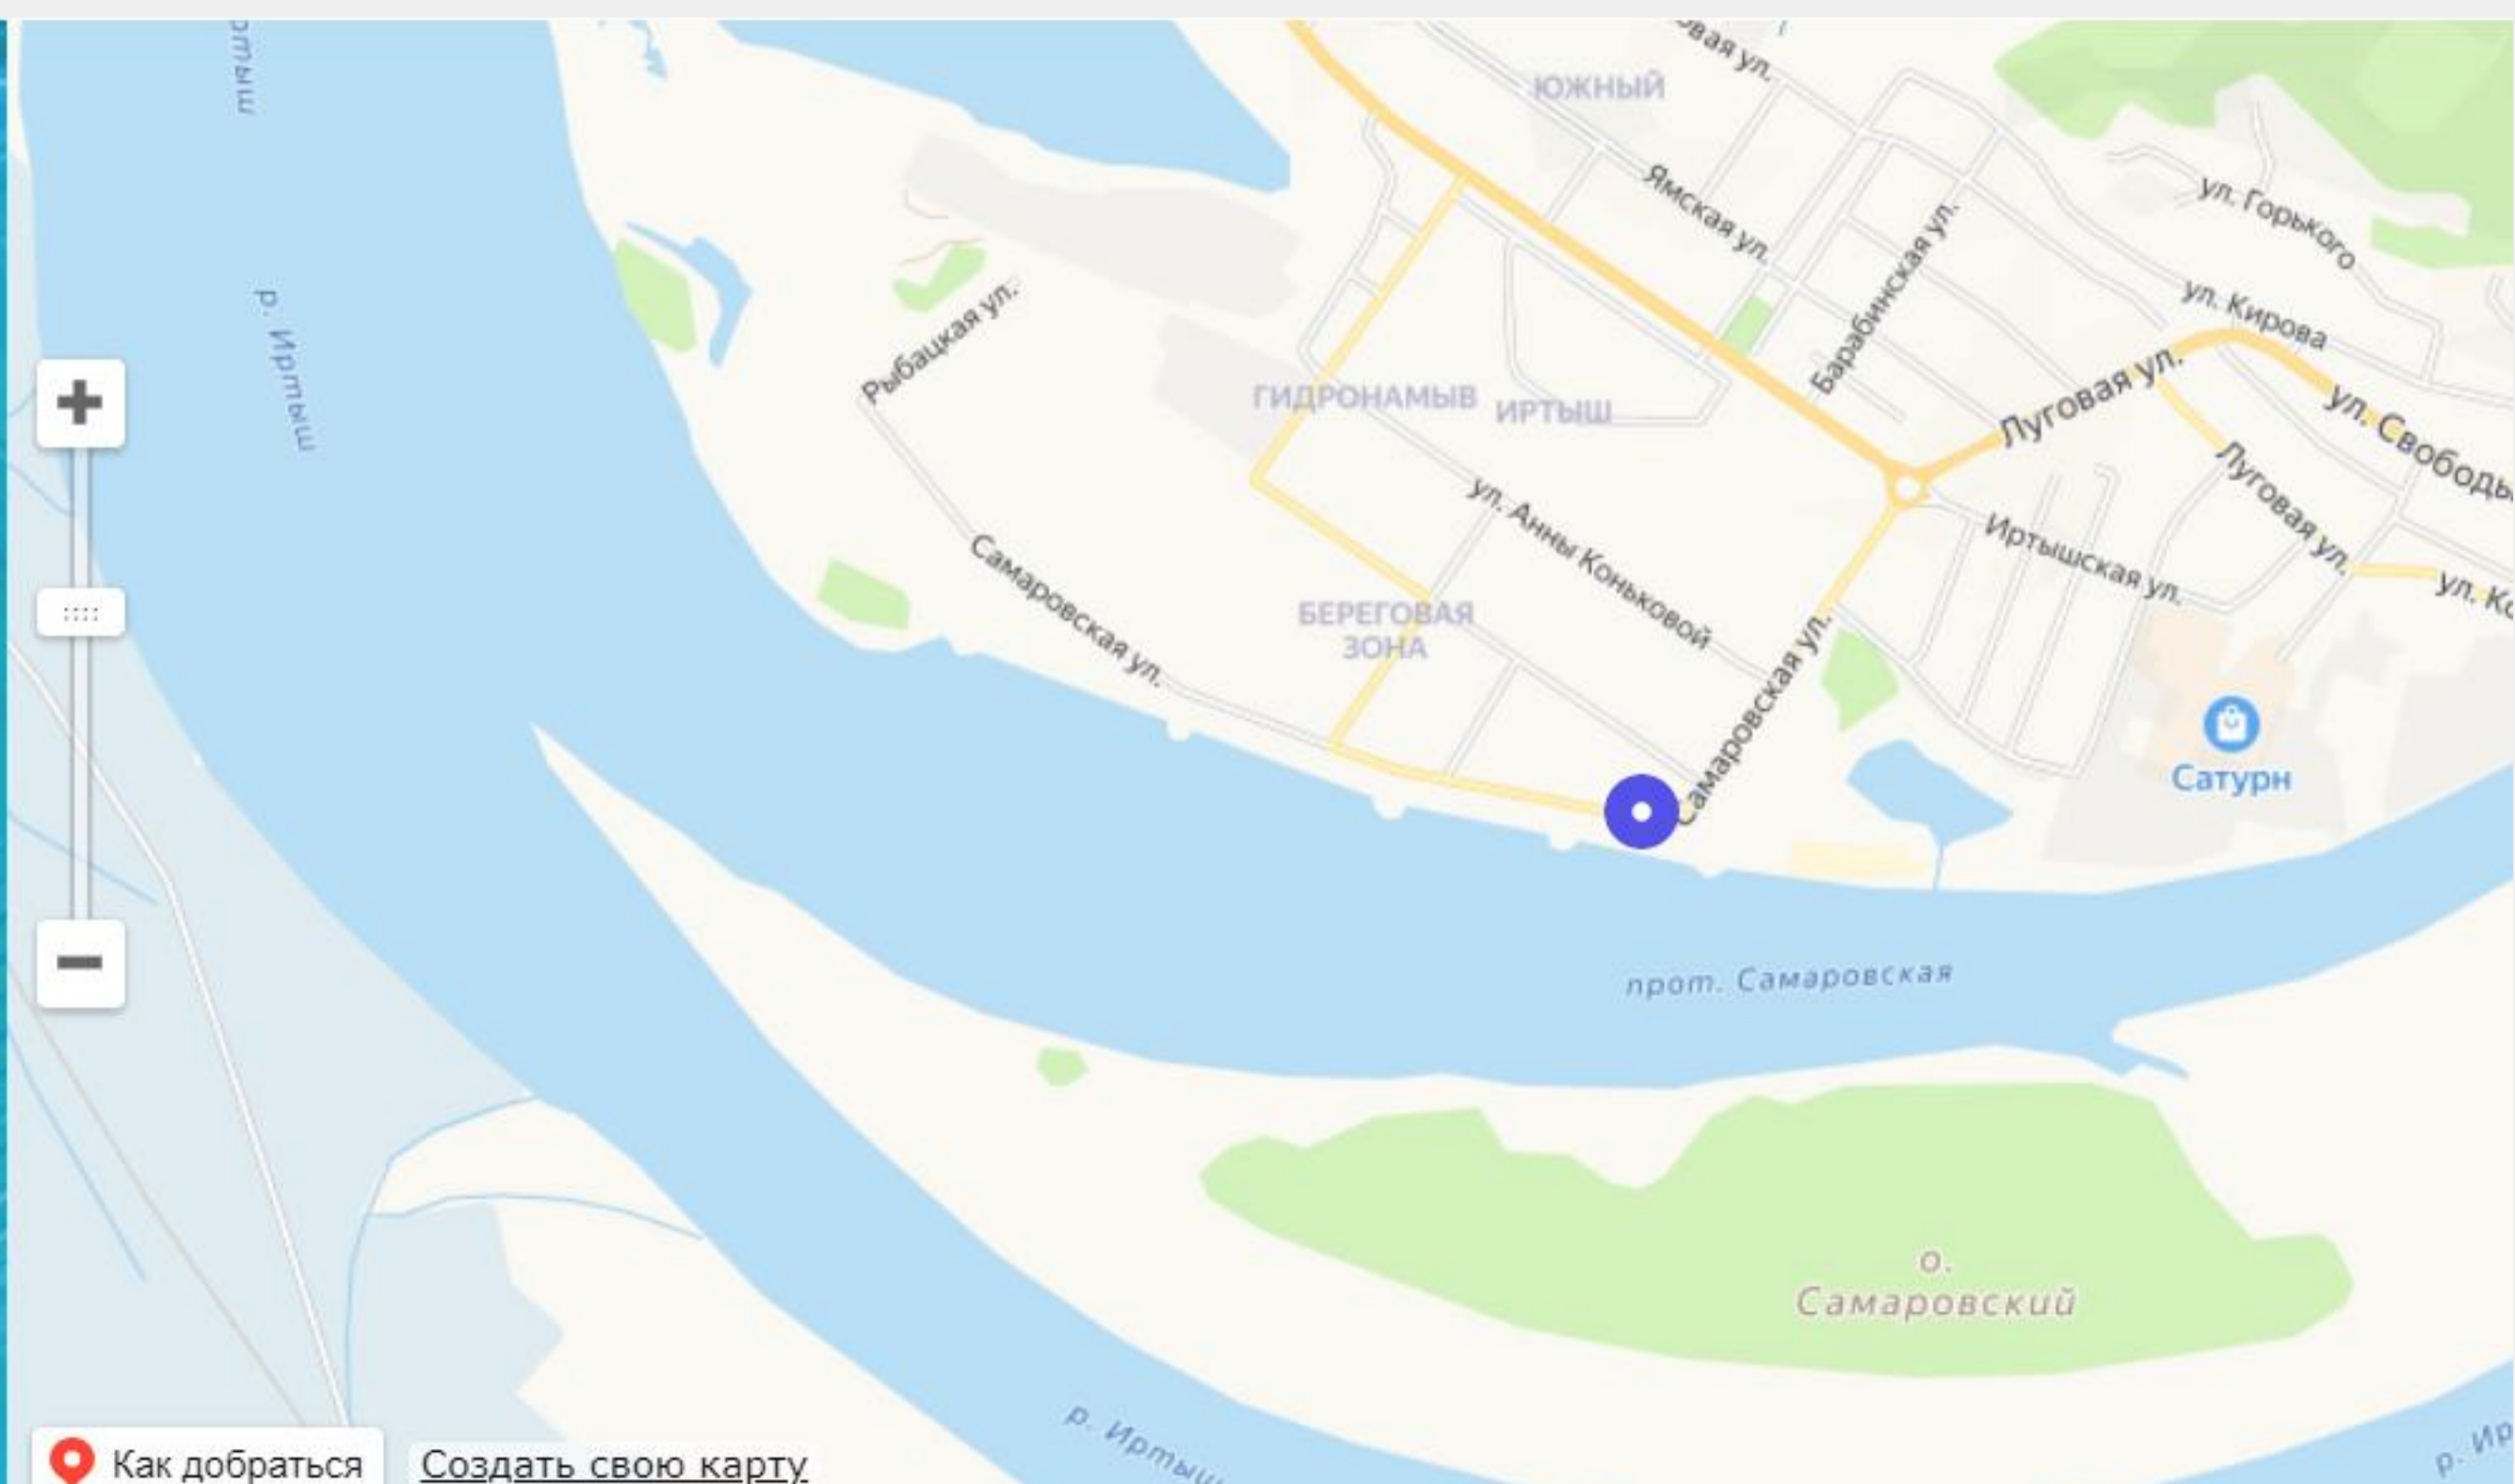 ЮЖНЫЙ
Ямская ул.
ул. Горького
Барабинская ул.
р. Иртыш
Рыбацкая ул.
ул. Кирова
ГИДРОНАМЫВ
ИРТЫШ
Луговая ул.
ул. Свободы
Луговая ул.
ул. Анны Коньковой
Иртышская ул.
Самаровская ул.
БЕРЕГОВАЯ
ЗОНА
Самаровская ул.
Сатурн
прот. Самаровская
о.
Самаровский
р. Иртыш
Как добраться
Создать свою карту